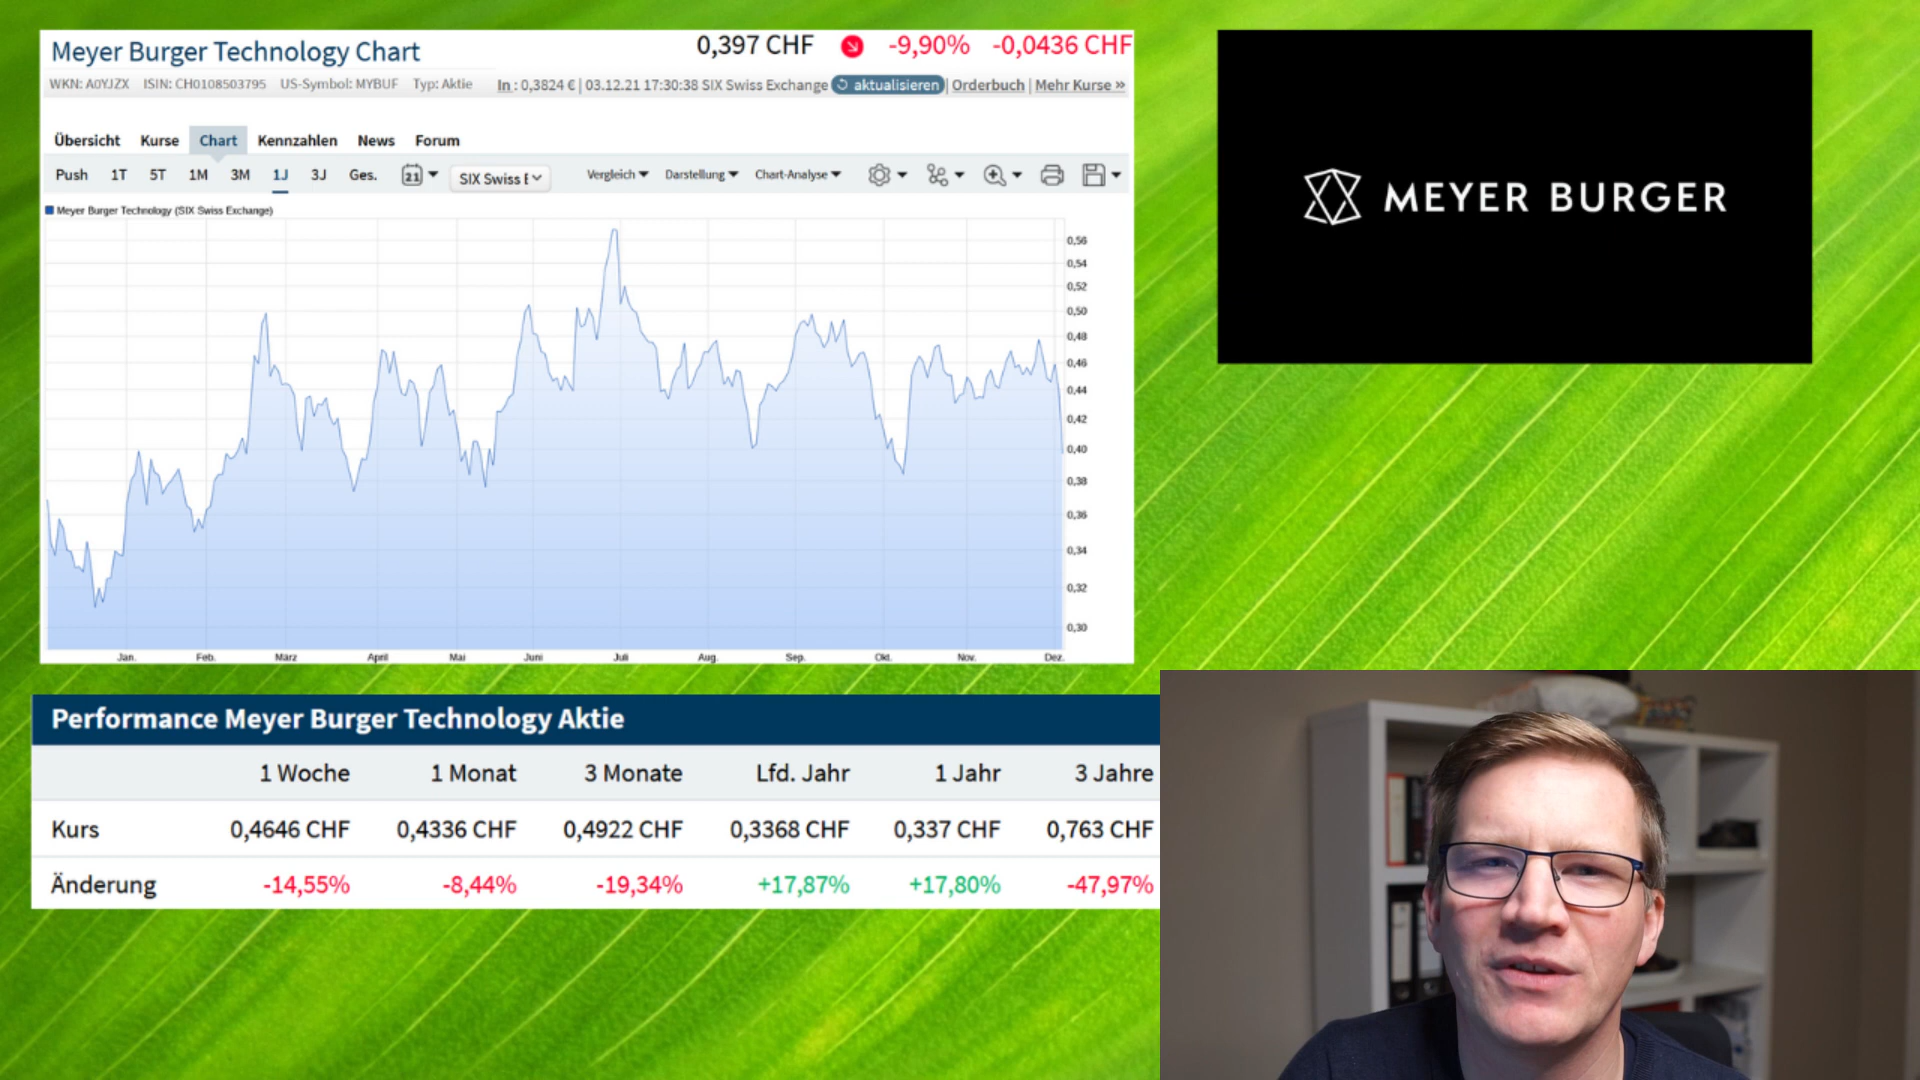 Meyer Burger Technology Chart
0,397 CHF -9,90% -0,0436 CHF
WKN: A0YJZX ISIN: CH0108503795 US-Symbol: MYBUF Typ: Aktie In : 0,3824 € | 03.12.21 17:30:38 SIX Swiss Exchange aktualisieren | Orderbuch | Mehr Kurse »
Übersicht Kurse Chart Kennzahlen News Forum
Push 1T 5T 1M 3M 1J 3J Ges. 21 SIX Swiss E Vergleich Darstellung Chart-Analyse
Meyer Burger Technology (SIX Swiss Exchange)
0,56
0,54
0,52
0,50
0,48
0,46
0,44
0,42
0,40
0,38
0,36
0,34
0,32
0,30
Jan. Feb. März April Mai Juni Juli Aug. Sep. Okt. Nov. Dez.
MEYER BURGER
Performance Meyer Burger Technology Aktie
1 Woche 1 Monat 3 Monate Lfd. Jahr 1 Jahr 3 Jahre
Kurs 0,4646 CHF 0,4336 CHF 0,4922 CHF 0,3368 CHF 0,337 CHF 0,763 CHF
Änderung -14,55% -8,44% -19,34% +17,87% +17,80% -47,97%